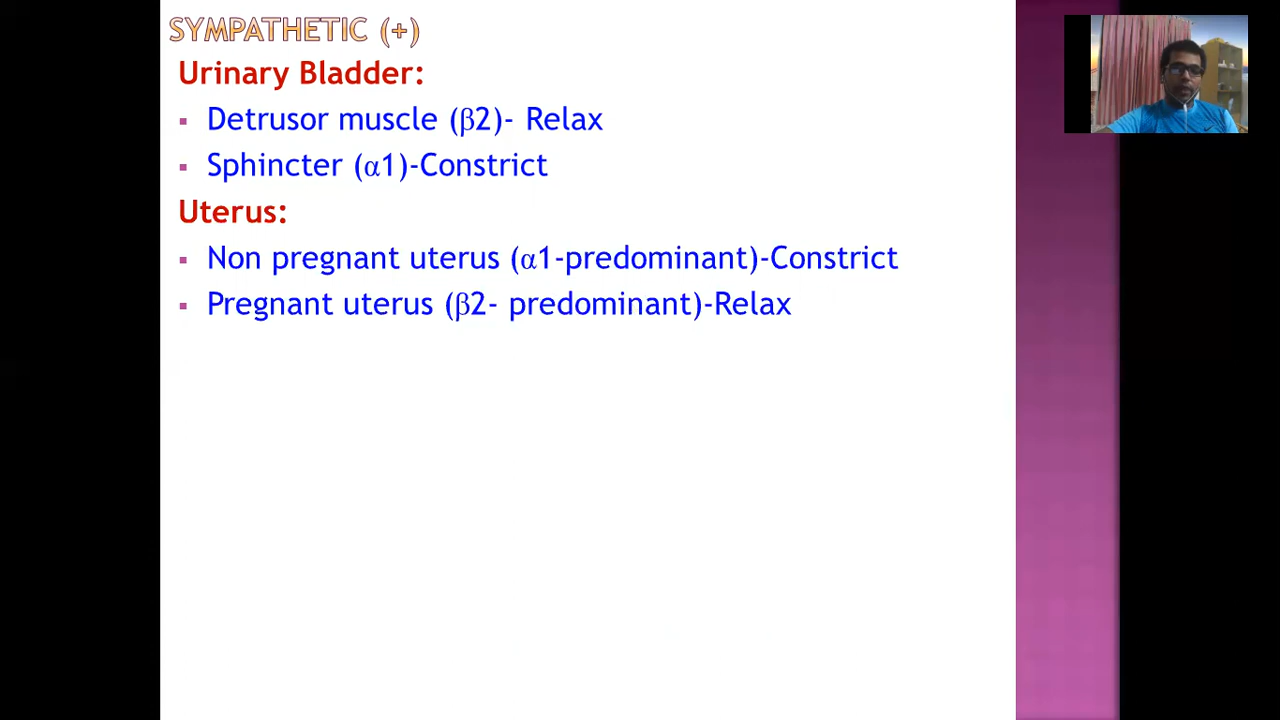 SYMPATHETIC (+)
Urinary Bladder:
▪ Detrusor muscle (β2)- Relax
▪ Sphincter (α1)-Constrict
Uterus:
▪ Non pregnant uterus (α1-predominant)-Constrict
▪ Pregnant uterus (β2- predominant)-Relax